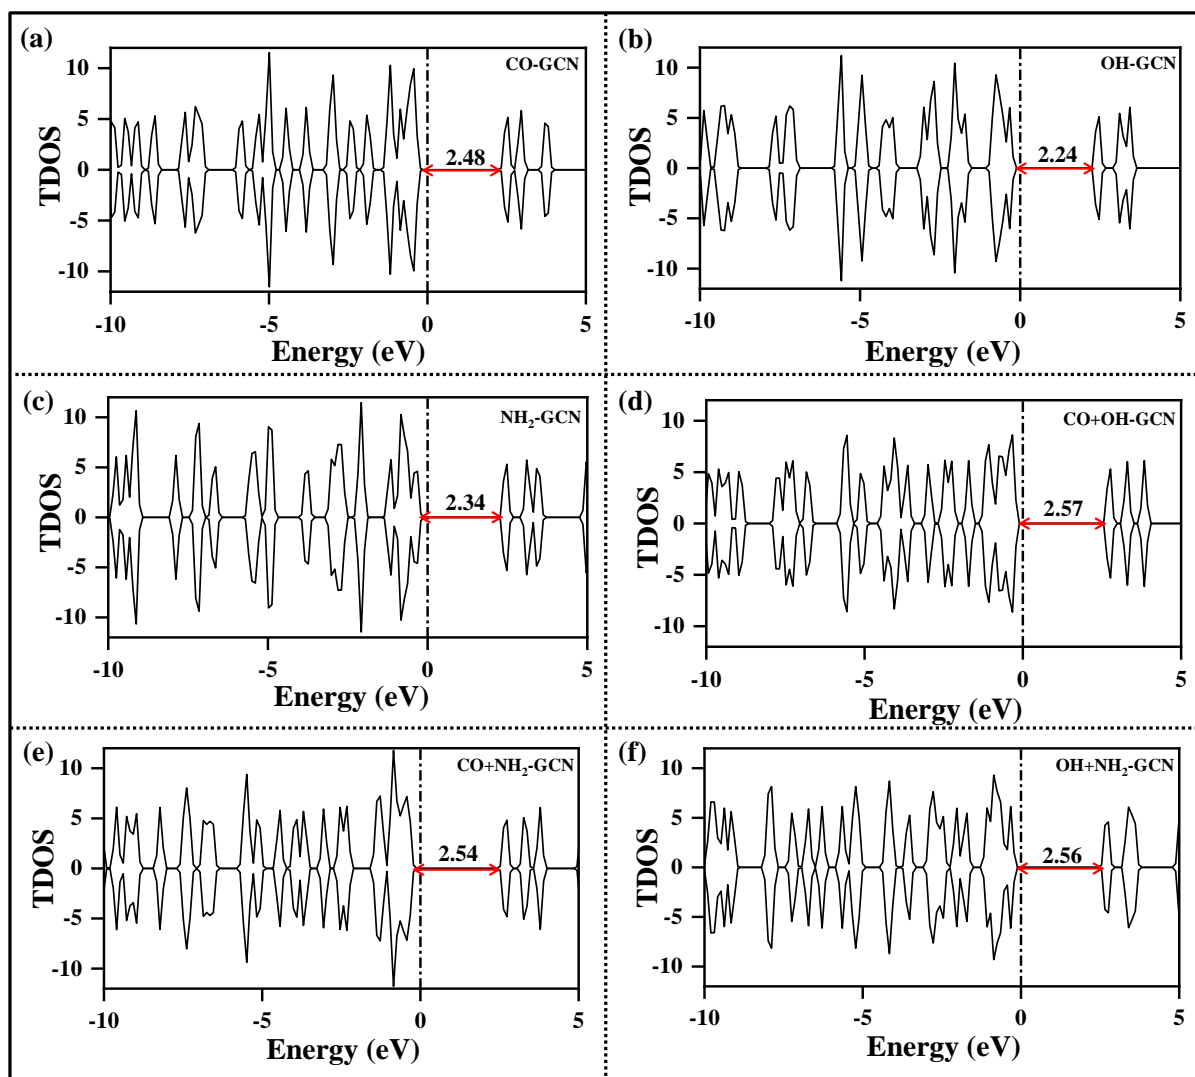 (a)
CO-GCN
10
5
0
-5
-10
TDOS
2.48
-10 -5 0 5
Energy (eV)
(b)
OH-GCN
10
5
0
-5
-10
TDOS
2.24
-10 -5 0 5
Energy (eV)
(c)
NH₂-GCN
10
5
0
-5
-10
TDOS
2.34
-10 -5 0 5
Energy (eV)
(d)
CO+OH-GCN
10
5
0
-5
-10
TDOS
2.57
-10 -5 0 5
Energy (eV)
(e)
CO+NH₂-GCN
10
5
0
-5
-10
TDOS
2.54
-10 -5 0 5
Energy (eV)
(f)
OH+NH₂-GCN
10
5
0
-5
-10
TDOS
2.56
-10 -5 0 5
Energy (eV)